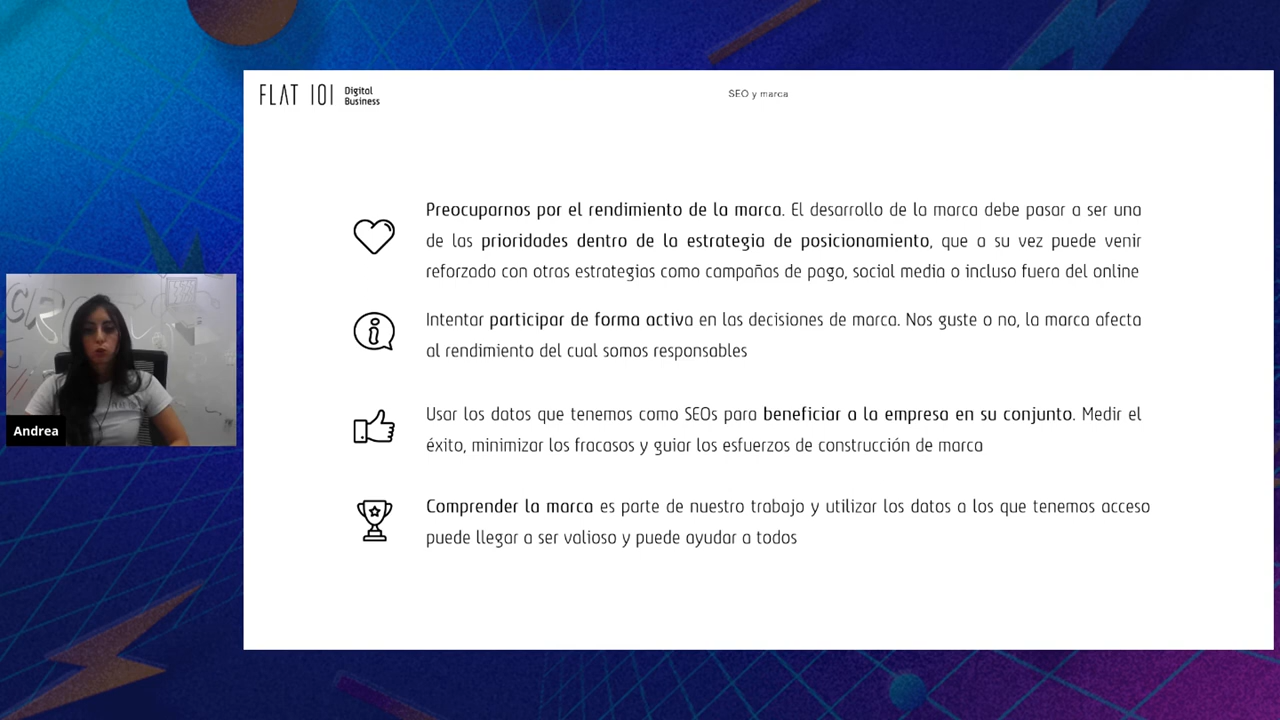 FLAT 101 Digital Business
SEO y marca
Preocuparnos por el rendimiento de la marca. El desarrollo de la marca debe pasar a ser una
de las prioridades dentro de la estrategia de posicionamiento, que a su vez puede venir
reforzado con otras estrategias como campañas de pago, social media o incluso fuera del online
Intentar participar de forma activa en las decisiones de marca. Nos guste o no, la marca afecta
al rendimiento del cual somos responsables
Usar los datos que tenemos como SEOs para beneficiar a la empresa en su conjunto. Medir el
éxito, minimizar los fracasos y guiar los esfuerzos de construcción de marca
Comprender la marca es parte de nuestro trabajo y utilizar los datos a los que tenemos acceso
puede llegar a ser valioso y puede ayudar a todos
Andrea